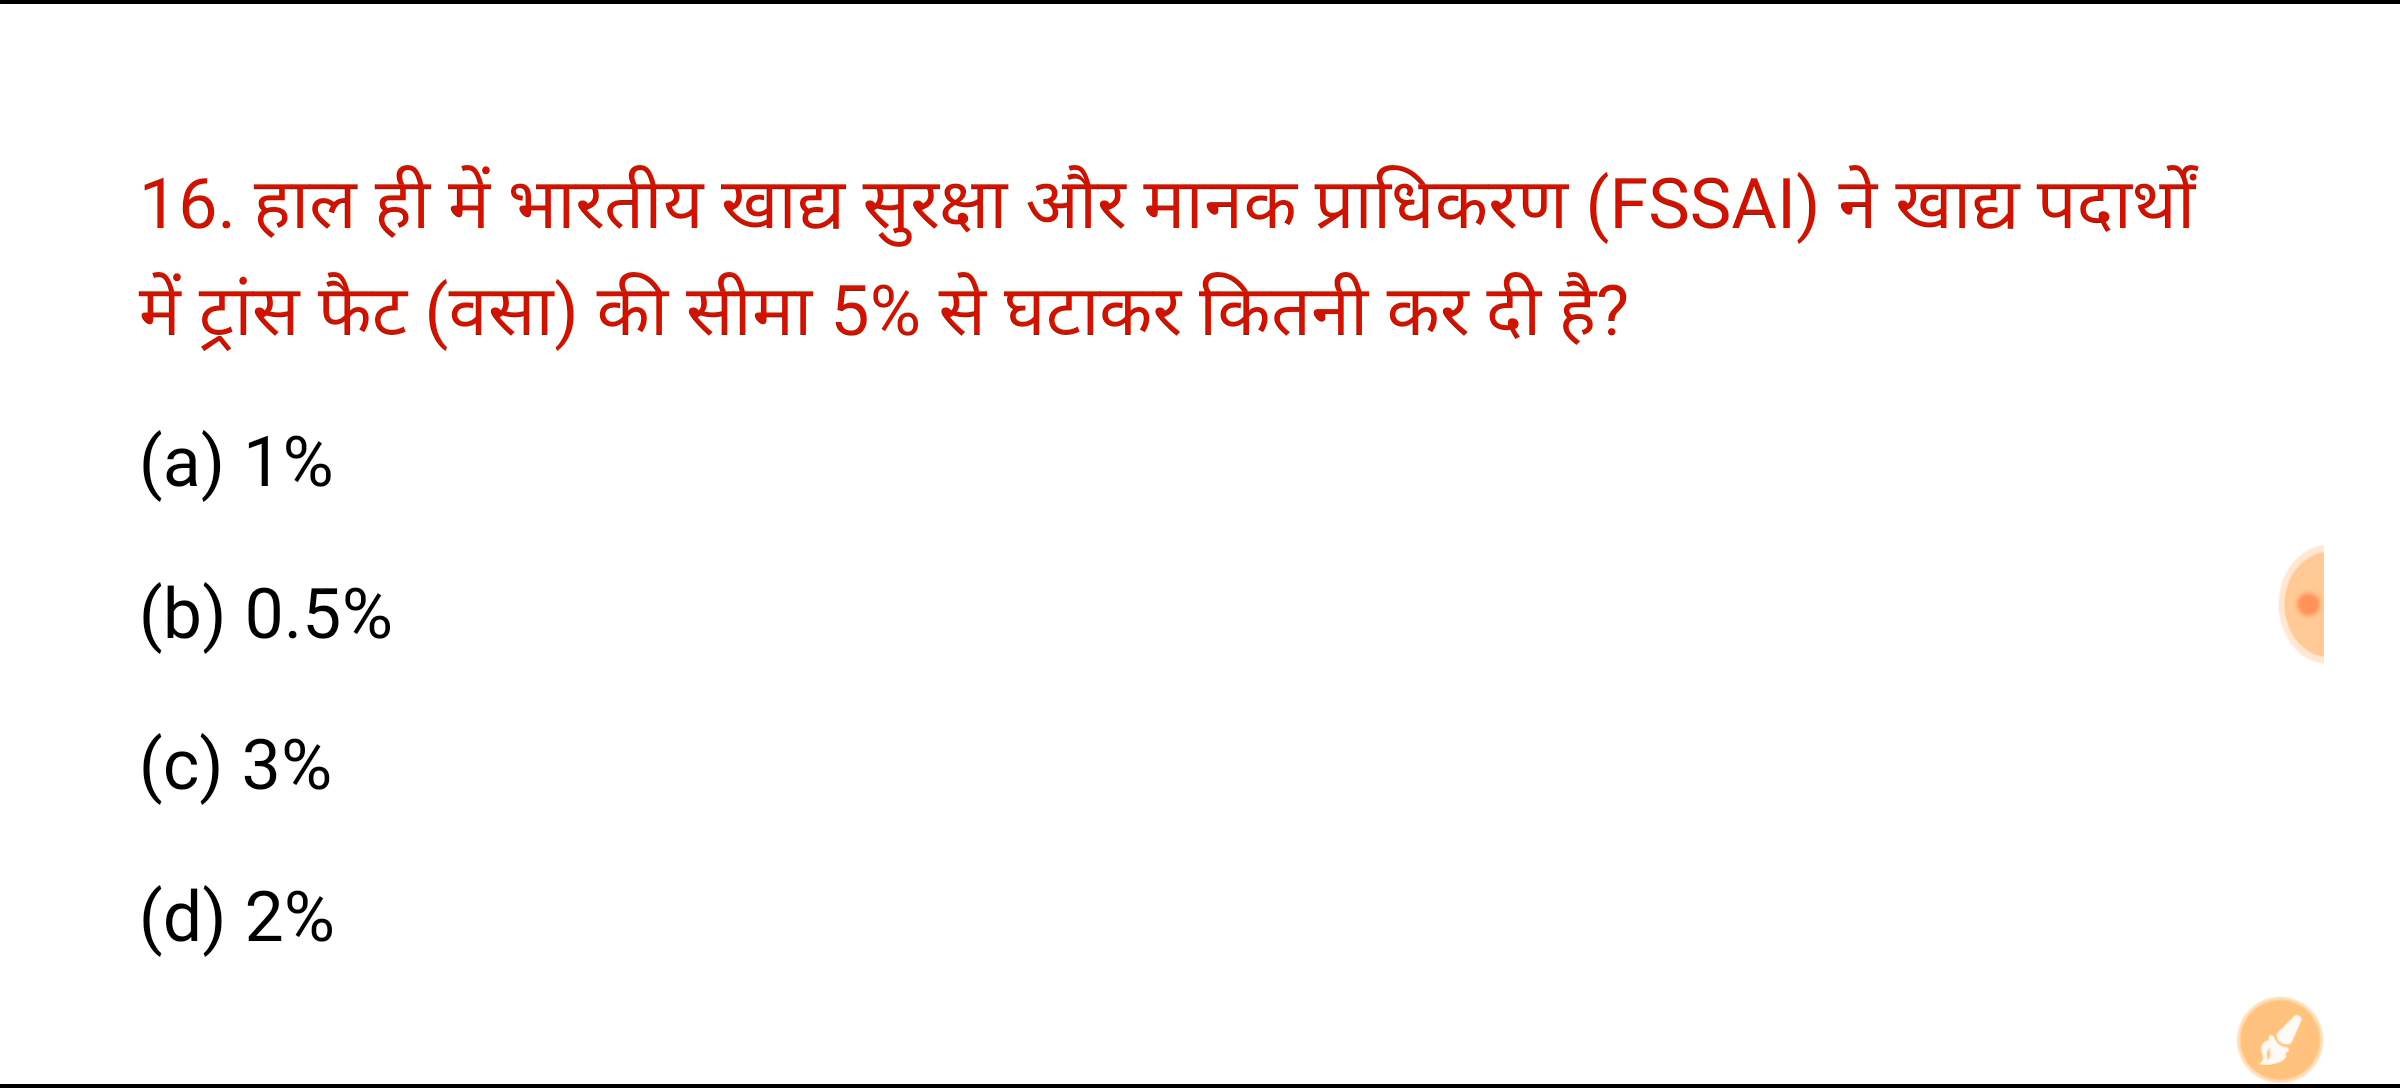 16. हाल ही में भारतीय खाद्य सुरक्षा और मानक प्राधिकरण (FSSAI) ने खाद्य पदार्थों
में ट्रांस फैट (वसा) की सीमा 5% से घटाकर कितनी कर दी है?
(a) 1%
(b) 0.5%
(c) 3%
(d) 2%